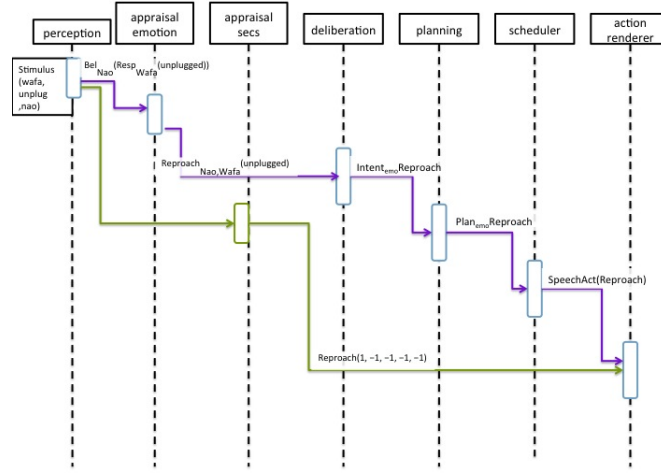 perception
appraisal
emotion
appraisal
secs
deliberation
planning
scheduler
action
renderer
Stimulus
(wafa,
unplug
,nao)
Bel Nao (Resp Wafa (unplugged))
Reproach Nao,Wafa (unplugged)
Intent emo Reproach
Plan emo Reproach
SpeechAct(Reproach)
Reproach(1, −1, −1, −1, −1)